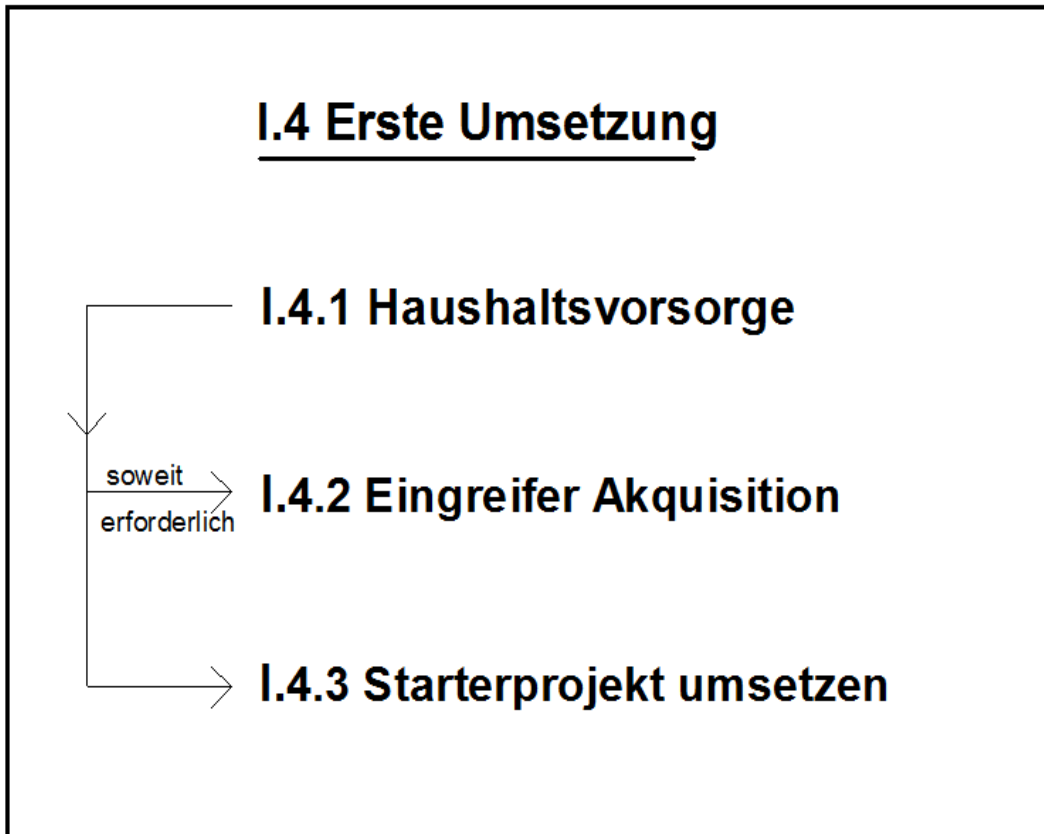 I.4 Erste Umsetzung
I.4.1 Haushaltsvorsorge
soweit
erforderlich
I.4.2 Eingreifer Akquisition
I.4.3 Starterprojekt umsetzen